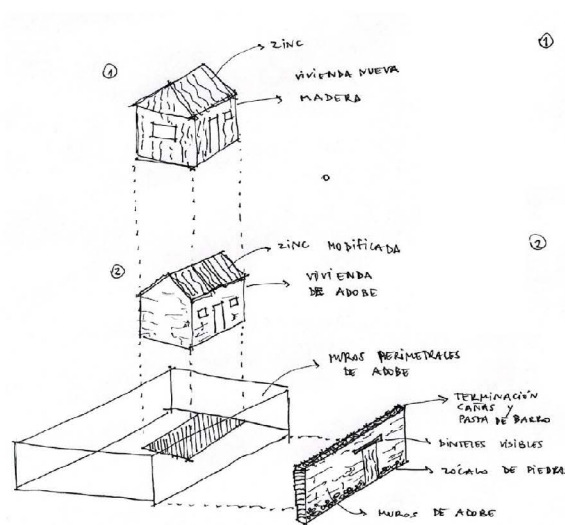 ZINC
①
①
VIVIENDA NUEVA
MADERA
ó
ZINC MODIFICADA
②
②
VIVIENDA
DE ADOBE
MUROS PERIMETRALES
DE ADOBE
TERMINACIÓN
CAÑAS y
PASTA DE BARRO
DINTELES VISIBLES
ZÓCALO DE PIEDRA
MUROS DE ADOBE